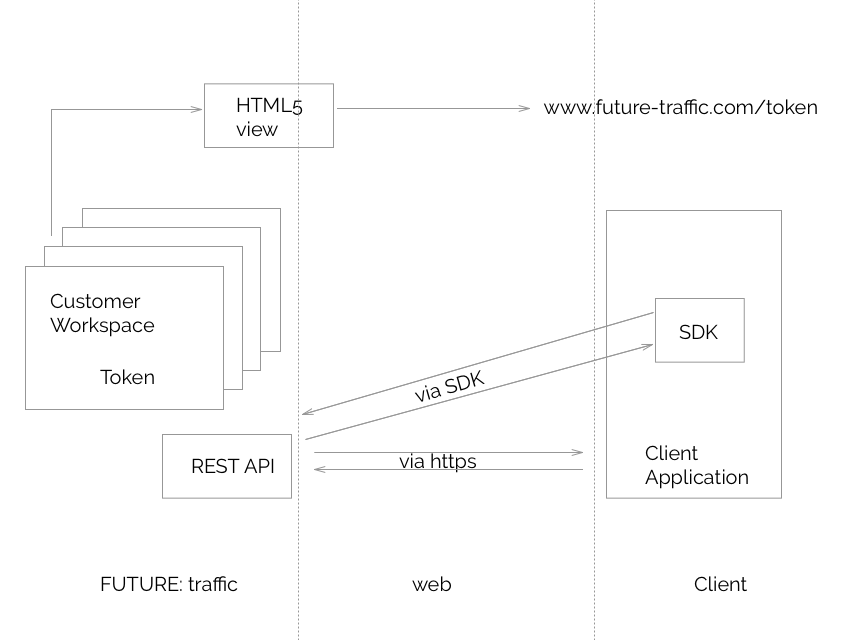 HTML5
view
www.future-traffic.com/token
Customer
Workspace
Token
SDK
via SDK
REST API
via https
Client
Application
FUTURE: traffic
web
Client